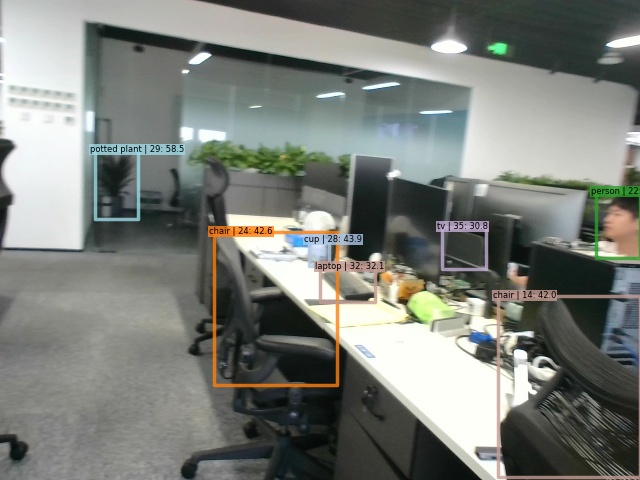 potted plant | 29: 58.5
person | 22
tv | 35: 30.8
chair | 24: 42.6
cup | 28: 43.9
laptop | 32: 32.1
chair | 14: 42.0